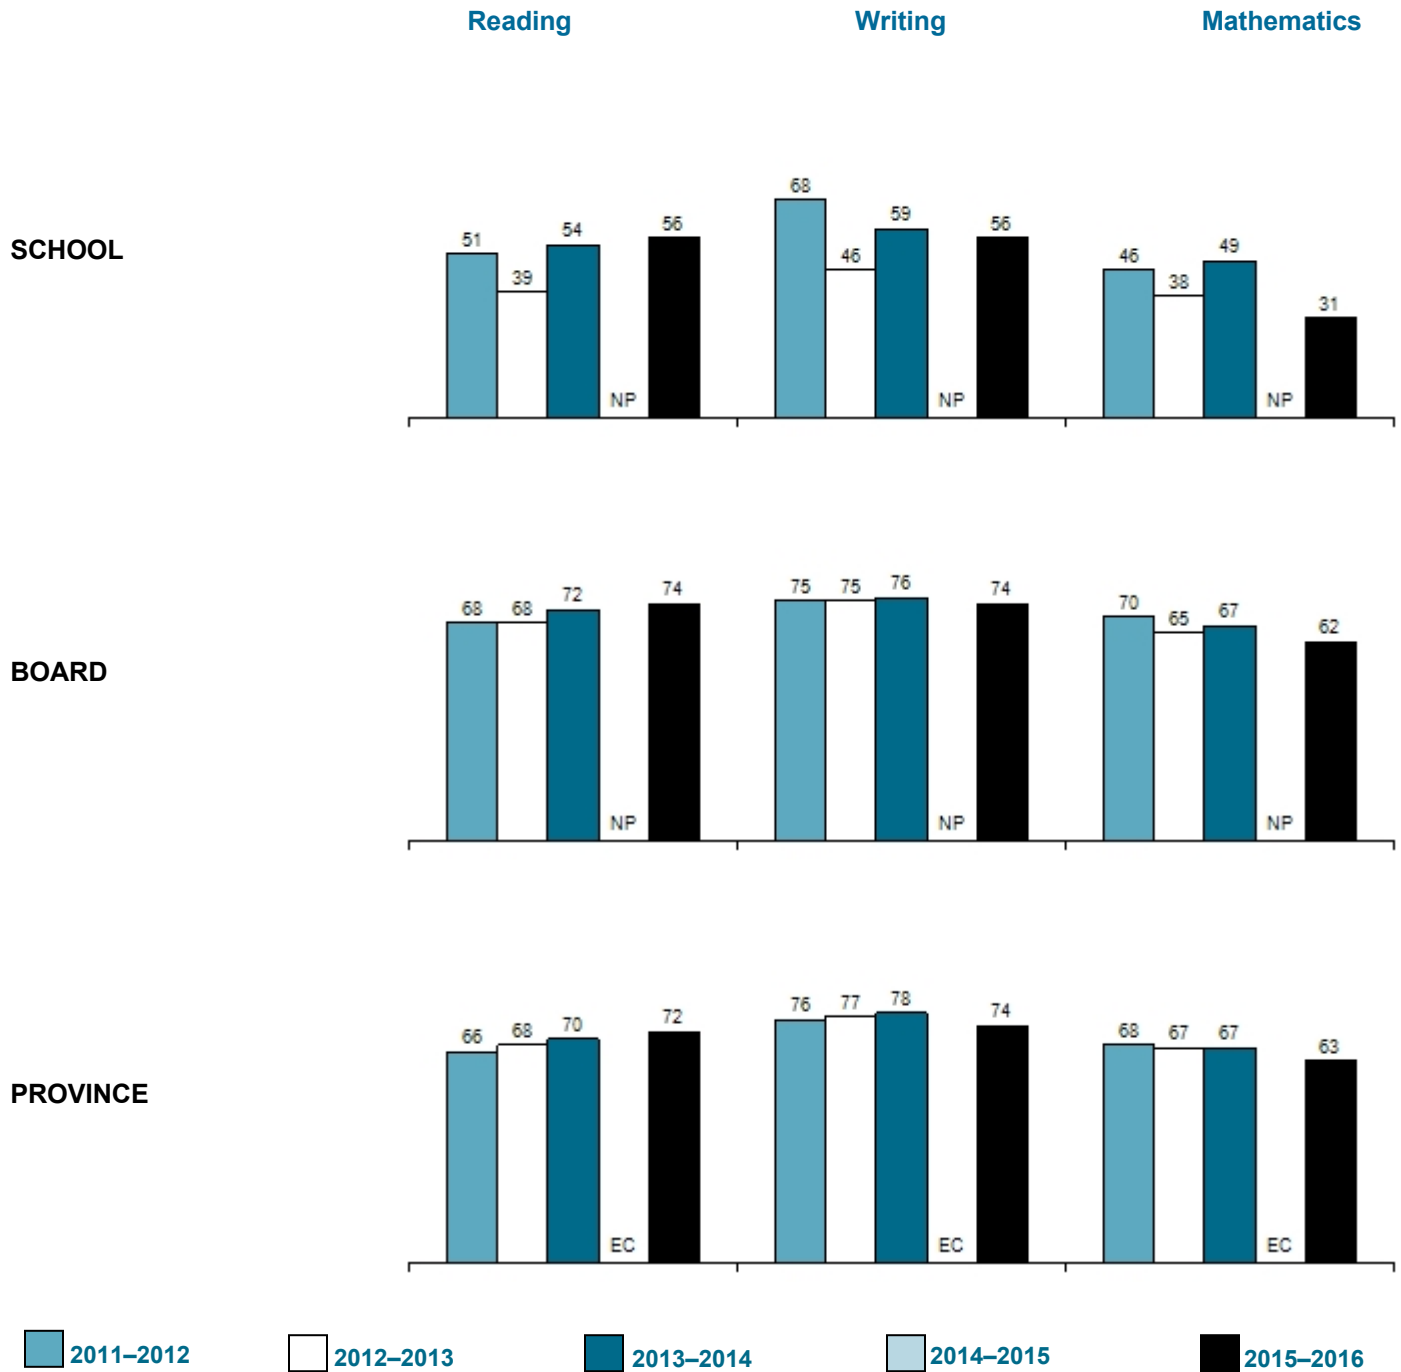 Reading Writing Mathematics
SCHOOL
51 39 54 NP 56 68 46 59 NP 56 46 38 49 NP 31
BOARD
68 68 72 NP 74 75 75 76 NP 74 70 65 67 NP 62
PROVINCE
66 68 70 EC 72 76 77 78 EC 74 68 67 67 EC 63
2011–2012 2012–2013 2013–2014 2014–2015 2015–2016